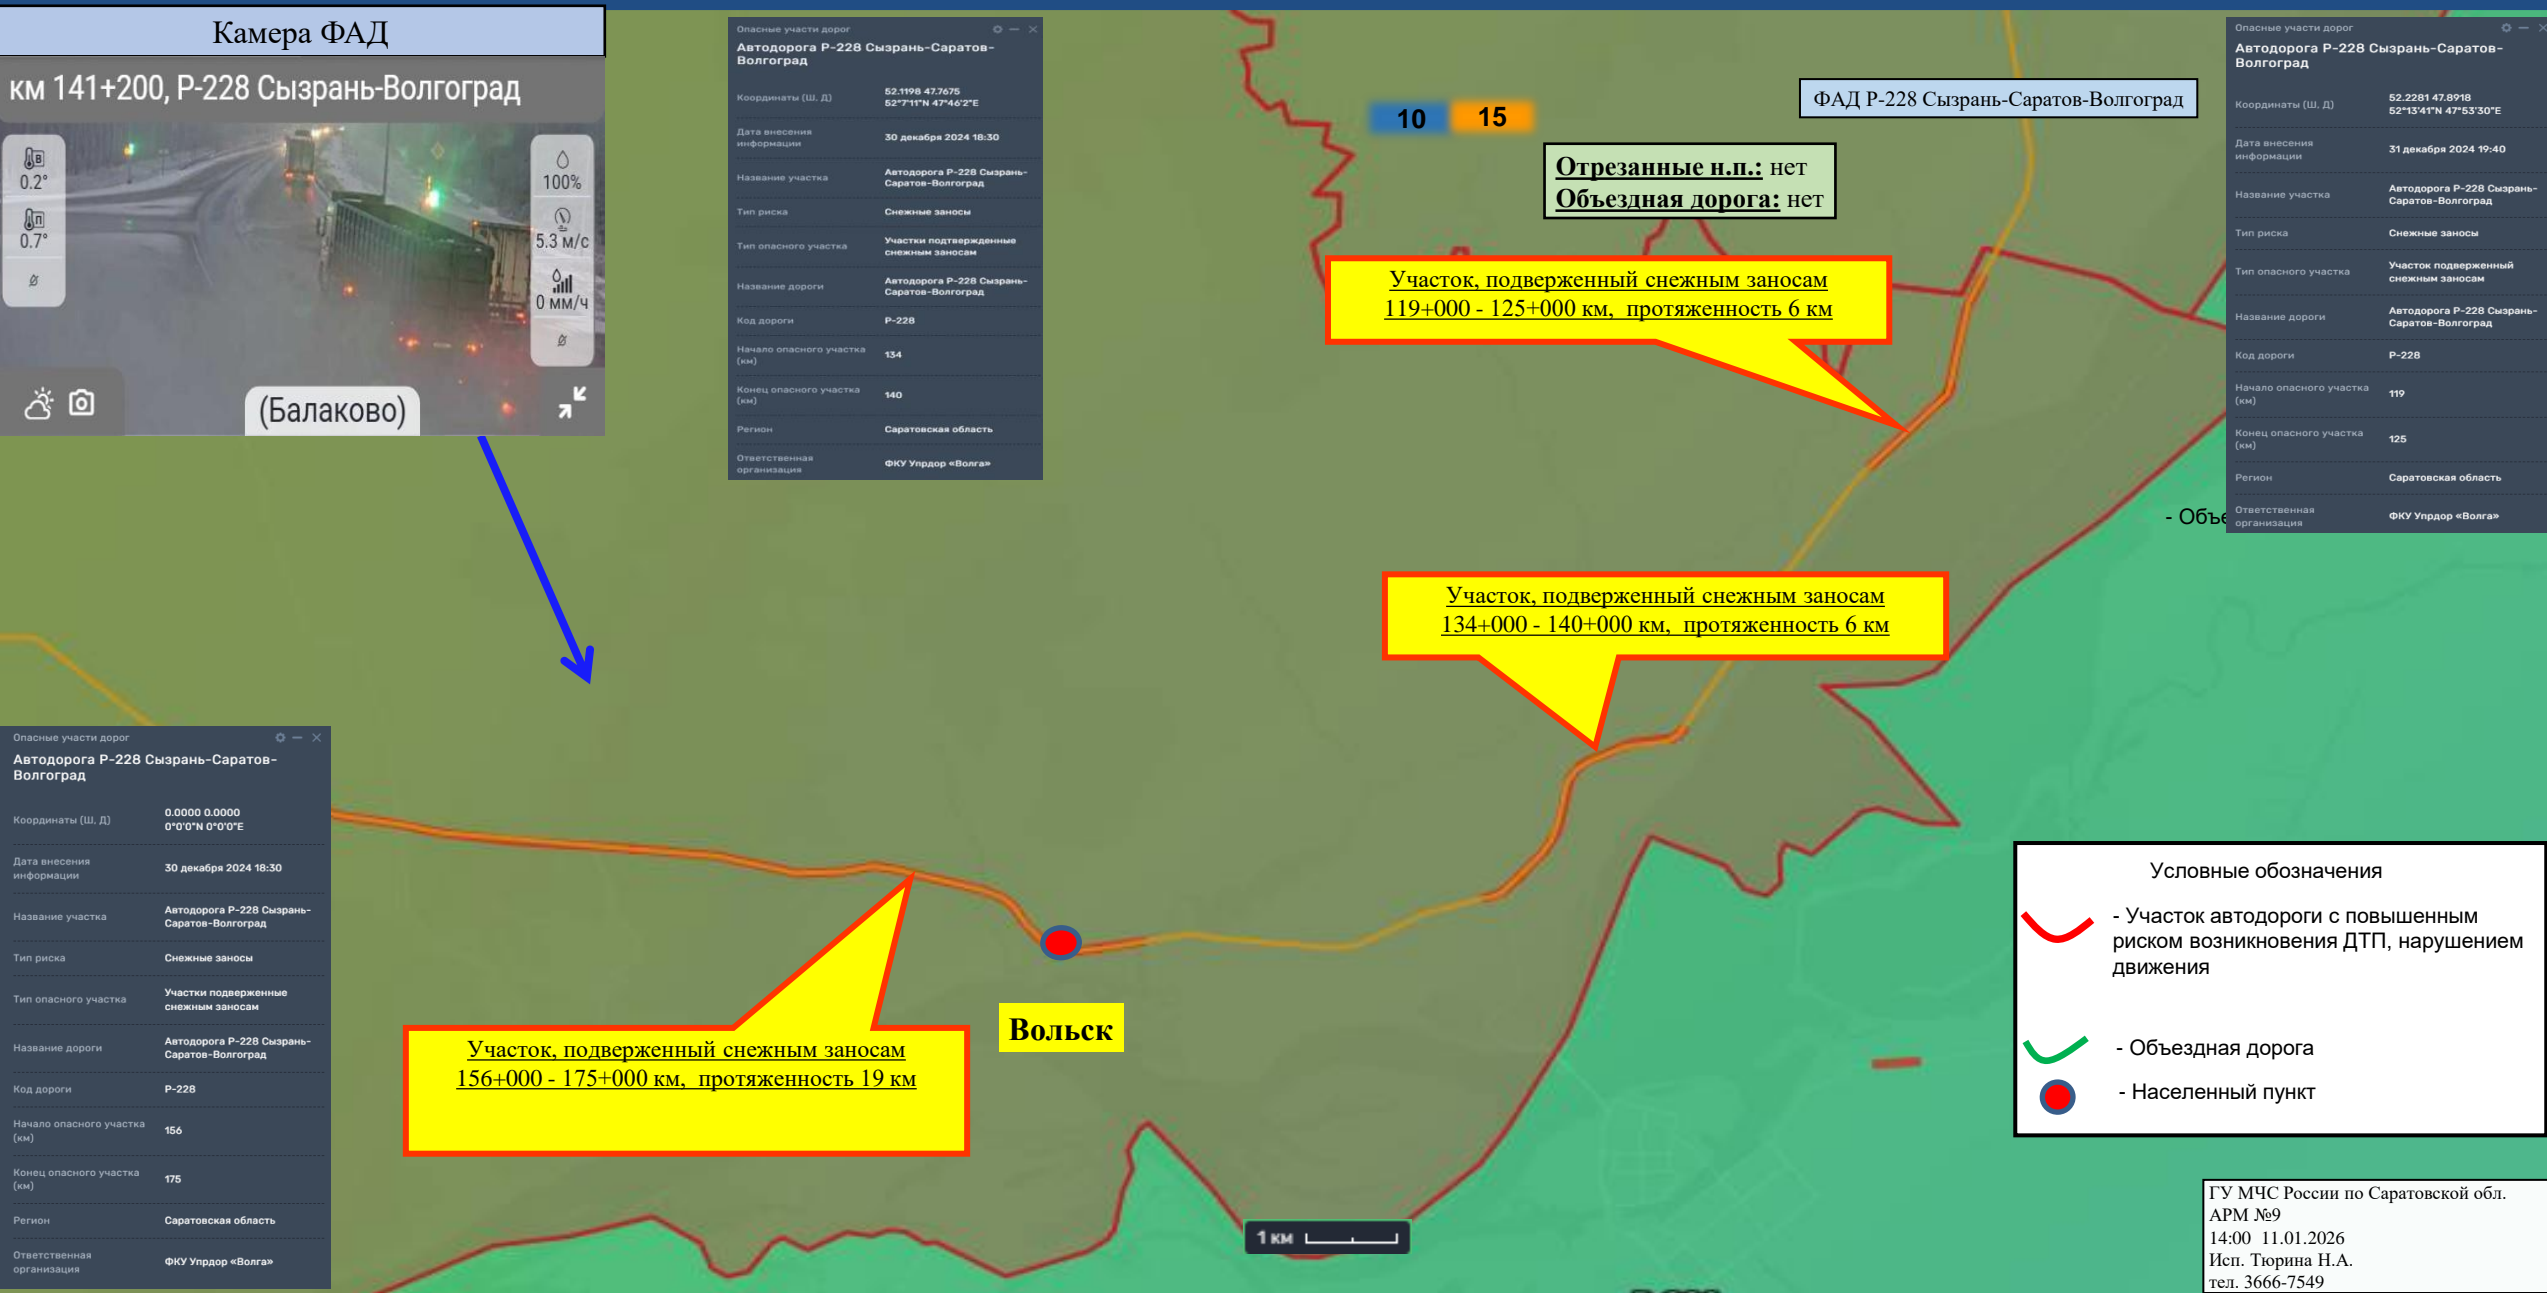 Камера ФАД
км 141+200, Р-228 Сызрань-Волгоград
В
0.2°
П
0.7°
100%
5.3 м/с
0 мм/ч
(Балаково)
Опасные участи дорог
Автодорога Р-228 Сызрань-Саратов-
Волгоград
Координаты (Ш, Д)
52.1198 47.7675
52°7'11"N 47°46'2"E
Дата внесения
информации
30 декабря 2024 18:30
Название участка
Автодорога Р-228 Сызрань-
Саратов-Волгоград
Тип риска
Снежные заносы
Тип опасного участка
Участки подтвержденные
снежным заносам
Название дороги
Автодорога Р-228 Сызрань-
Саратов-Волгоград
Код дороги
Р-228
Начало опасного участка
(км)
134
Конец опасного участка
(км)
140
Регион
Саратовская область
Ответственная
организация
ФКУ Упрдор «Волга»
10
15
ФАД Р-228 Сызрань-Саратов-Волгоград
Отрезанные н.п.: нет
Объездная дорога: нет
Участок, подверженный снежным заносам
119+000 - 125+000 км, протяженность 6 км
Опасные участи дорог
Автодорога Р-228 Сызрань-Саратов-
Волгоград
Координаты (Ш, Д)
52.2281 47.8918
52°13'41"N 47°53'30"E
Дата внесения
информации
31 декабря 2024 19:40
Название участка
Автодорога Р-228 Сызрань-
Саратов-Волгоград
Тип риска
Снежные заносы
Тип опасного участка
Участок подверженный
снежным заносам
Название дороги
Автодорога Р-228 Сызрань-
Саратов-Волгоград
Код дороги
Р-228
Начало опасного участка
(км)
119
Конец опасного участка
(км)
125
Регион
Саратовская область
Ответственная
организация
ФКУ Упрдор «Волга»
- Объе
Участок, подверженный снежным заносам
134+000 - 140+000 км, протяженность 6 км
Опасные участи дорог
Автодорога Р-228 Сызрань-Саратов-
Волгоград
Координаты (Ш, Д)
0.0000 0.0000
0°0'0"N 0°0'0"E
Дата внесения
информации
30 декабря 2024 18:30
Название участка
Автодорога Р-228 Сызрань-
Саратов-Волгоград
Тип риска
Снежные заносы
Тип опасного участка
Участки подверженные
снежным заносам
Название дороги
Автодорога Р-228 Сызрань-
Саратов-Волгоград
Код дороги
Р-228
Начало опасного участка
(км)
156
Конец опасного участка
(км)
175
Регион
Саратовская область
Ответственная
организация
ФКУ Упрдор «Волга»
Вольск
Участок, подверженный снежным заносам
156+000 - 175+000 км, протяженность 19 км
1 км
Условные обозначения
- Участок автодороги с повышенным
риском возникновения ДТП, нарушением
движения
- Объездная дорога
- Населенный пункт
ГУ МЧС России по Саратовской обл.
АРМ №9
14:00 11.01.2026
Исп. Тюрина Н.А.
тел. 3666-7549